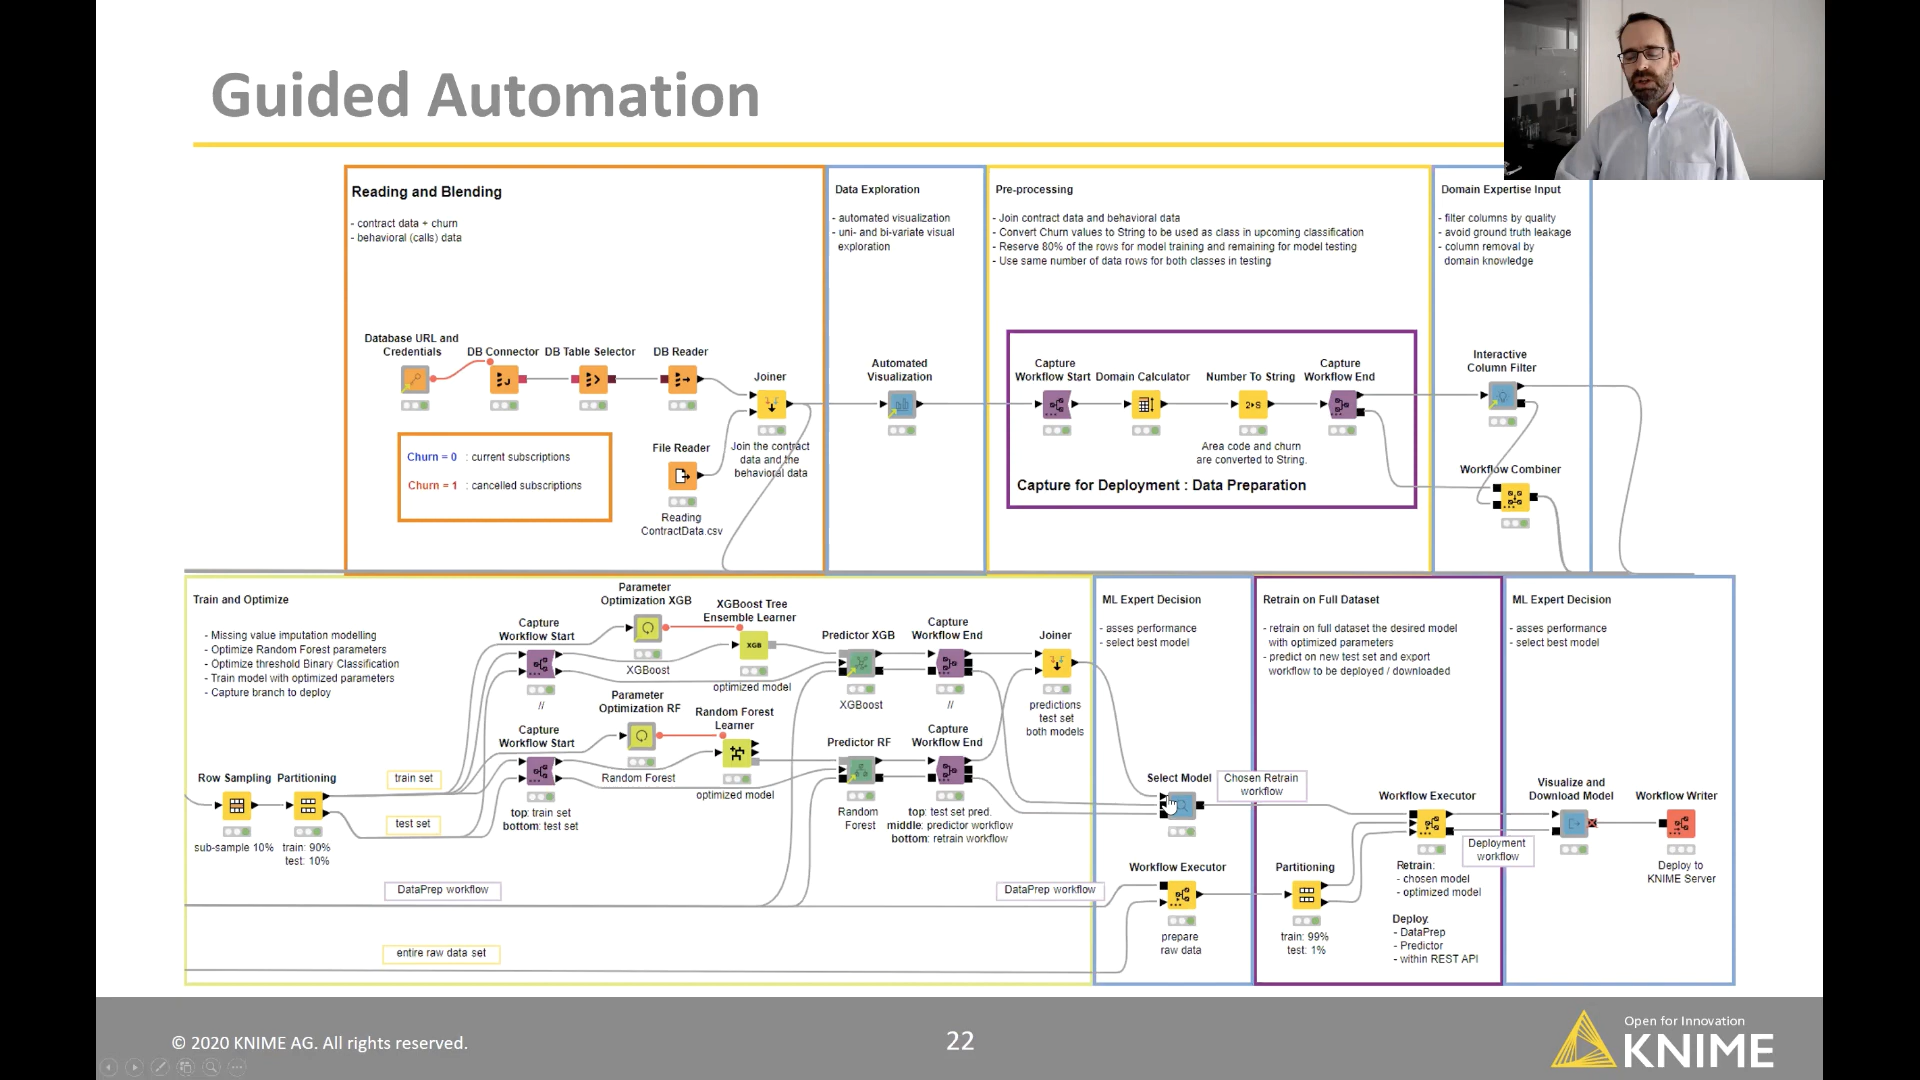 Guided Automation
Reading and Blending
- contract data + churn
- behavioral (calls) data
Database URL and
Credentials
DB Connector
DB Table Selector
DB Reader
Joiner
File Reader
Join the contract
data and the
behavioral data
Churn = 0 : current subscriptions
Churn = 1 : cancelled subscriptions
Reading
ContractData.csv
Data Exploration
- automated visualization
- uni- and bi-variate visual
exploration
Automated
Visualization
Pre-processing
- Join contract data and behavioral data
- Convert Churn values to String to be used as class in upcoming classification
- Reserve 80% of the rows for model training and remaining for model testing
- Use same number of data rows for both classes in testing
Capture
Workflow Start
Domain Calculator
Number To String
Capture
Workflow End
2▸S
Area code and churn
are converted to String.
Capture for Deployment : Data Preparation
Domain Expertise Input
- filter columns by quality
- avoid ground truth leakage
- column removal by
domain knowledge
Interactive
Column Filter
Workflow Combiner
Train and Optimize
- Missing value imputation modelling
- Optimize Random Forest parameters
- Optimize threshold Binary Classification
- Train model with optimized parameters
- Capture branch to deploy
Row Sampling
Partitioning
sub-sample 10%
train: 90%
test: 10%
train set
test set
Capture
Workflow Start
//
Capture
Workflow Start
top: train set
bottom: test set
Parameter
Optimization XGB
XGBoost
XGBoost Tree
Ensemble Learner
XGB
optimized model
Parameter
Optimization RF
Random Forest
Random Forest
Learner
optimized model
Predictor XGB
XGBoost
Predictor RF
Random
Forest
Capture
Workflow End
//
Capture
Workflow End
top: test set pred.
middle: predictor workflow
bottom: retrain workflow
Joiner
predictions
test set
both models
DataPrep workflow
DataPrep workflow
entire raw data set
ML Expert Decision
- asses performance
- select best model
Select Model
Chosen Retrain
workflow
Workflow Executor
prepare
raw data
Retrain on Full Dataset
- retrain on full dataset the desired model
with optimized parameters
- predict on new test set and export
workflow to be deployed / downloaded
Partitioning
train: 99%
test: 1%
Workflow Executor
Retrain:
- chosen model
- optimized model
Deploy:
- DataPrep
- Predictor
- within REST API
Deployment
workflow
ML Expert Decision
- asses performance
- select best model
Visualize and
Download Model
Workflow Writer
Deploy to
KNIME Server
© 2020 KNIME AG. All rights reserved.
22
Open for Innovation
KNIME